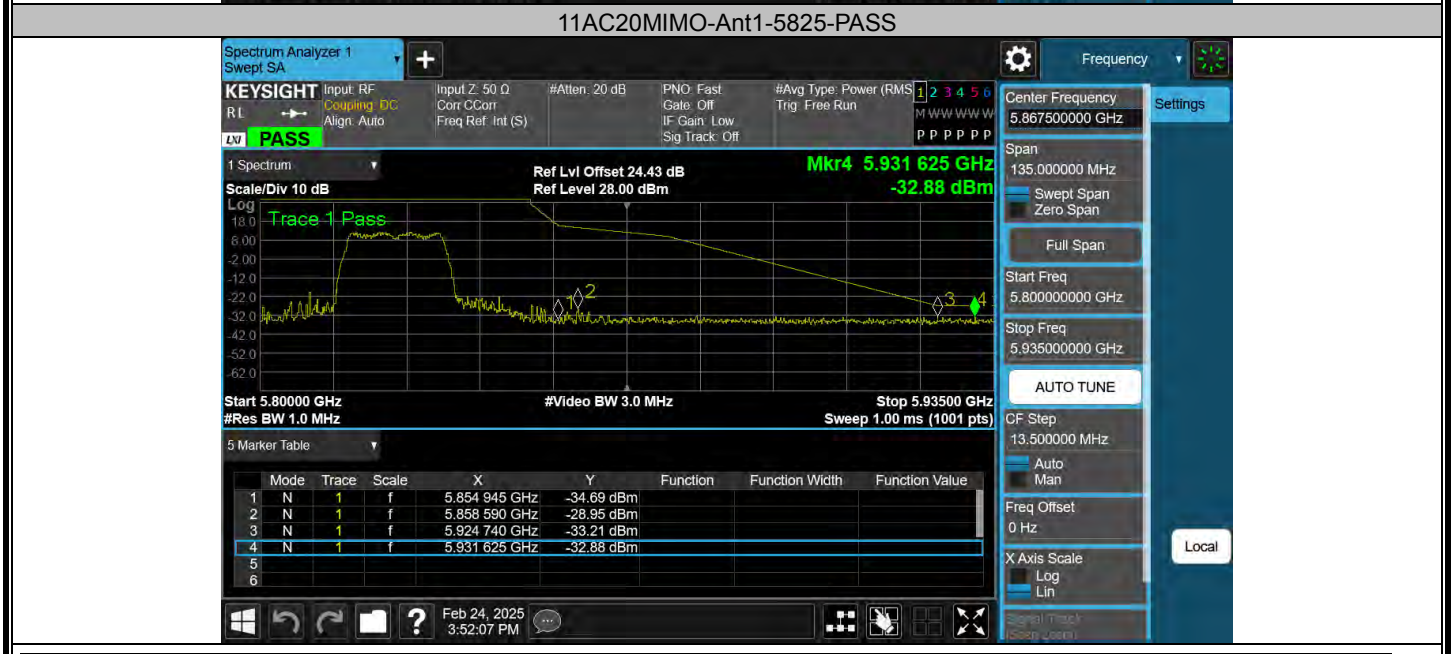 11AC20MIMO-Ant1-5825-PASS
Spectrum Analyzer 1
Swept SA
+
Frequency
KEYSIGHT
RL
LXI PASS
Input: RF
Coupling: DC
Align: Auto
Input Z: 50 Ω
Corr CCorr
Freq Ref: Int (S)
#Atten: 20 dB
PNO: Fast
Gate: Off
IF Gain: Low
Sig Track: Off
#Avg Type: Power (RMS
Trig: Free Run
1 2 3 4 5 6
M W W W W W
P P P P P P
1 Spectrum
Scale/Div 10 dB
Ref Lvl Offset 24.43 dB
Ref Level 28.00 dBm
Mkr4 5.931 625 GHz
-32.88 dBm
Log
Trace 1 Pass
18.0
6.00
-2.00
-12.0
-22.0
-32.0
-42.0
-52.0
-62.0
1
2
3
4
Start 5.80000 GHz
#Video BW 3.0 MHz
Stop 5.93500 GHz
#Res BW 1.0 MHz
Sweep 1.00 ms (1001 pts)
5 Marker Table
Mode Trace Scale X Y Function Function Width Function Value
1 N 1 f 5.854 945 GHz -34.69 dBm
2 N 1 f 5.858 590 GHz -28.95 dBm
3 N 1 f 5.924 740 GHz -33.21 dBm
4 N 1 f 5.931 625 GHz -32.88 dBm
5
6
?
Feb 24, 2025
3:52:07 PM
Center Frequency
5.867500000 GHz
Settings
Span
135.000000 MHz
Swept Span
Zero Span
Full Span
Start Freq
5.800000000 GHz
Stop Freq
5.935000000 GHz
AUTO TUNE
CF Step
13.500000 MHz
Auto
Man
Freq Offset
0 Hz
X Axis Scale
Log
Lin
Local
Signal Track
(Span Zoom)